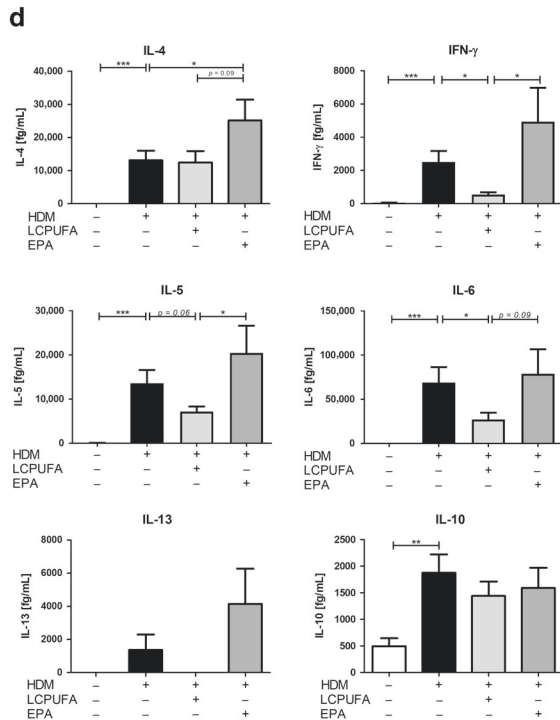 d
IL-4
IL-4 [fg/mL]
40,000
30,000
20,000
10,000
0
*** *
p = 0.09
HDM – + + +
LCPUFA – – + –
EPA – – – +
IFN-γ
IFN-γ [fg/mL]
8000
6000
4000
2000
0
*** * *
HDM – + + +
LCPUFA – – + –
EPA – – – +
IL-5
IL-5 [fg/mL]
30,000
20,000
10,000
0
*** p = 0.06 *
HDM – + + +
LCPUFA – – + –
EPA – – – +
IL-6
IL-6 [fg/mL]
150,000
100,000
50,000
0
*** * p = 0.09
HDM – + + +
LCPUFA – – + –
EPA – – – +
IL-13
IL-13 [fg/mL]
8000
6000
4000
2000
0
HDM – + + +
LCPUFA – – + –
EPA – – – +
IL-10
IL-10 [fg/mL]
2500
2000
1500
1000
500
0
**
HDM – + + +
LCPUFA – – + –
EPA – – – +